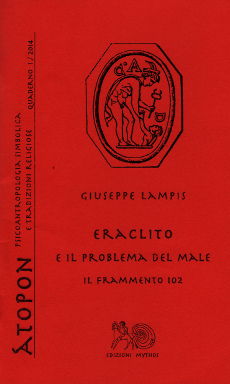 ATOPON
PSICOANTROPOLOGIA SIMBOLICA
E TRADIZIONI RELIGIOSE
QUADERNO 1/2014
GIUSEPPE LAMPIS
ERACLITO
E IL PROBLEMA DEL MALE
IL FRAMMENTO 102
EDIZIONI MYTHOS